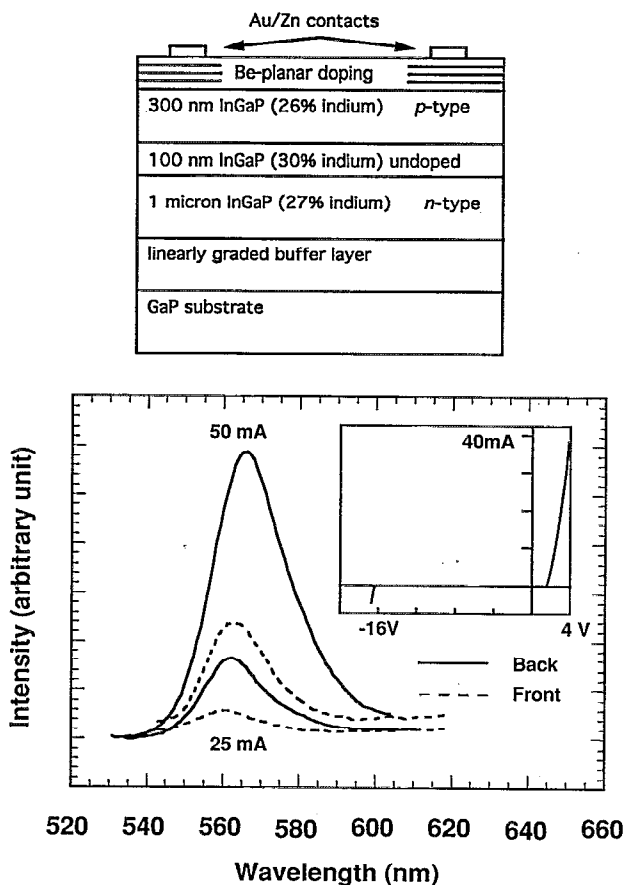 Au/Zn contacts
Be-planar doping
300 nm InGaP (26% indium) p-type
100 nm InGaP (30% indium) undoped
1 micron InGaP (27% indium) n-type
linearly graded buffer layer
GaP substrate
Intensity (arbitrary unit)
50 mA
40mA
-16V
4 V
Back
Front
25 mA
520 540 560 580 600 620 640 660
Wavelength (nm)